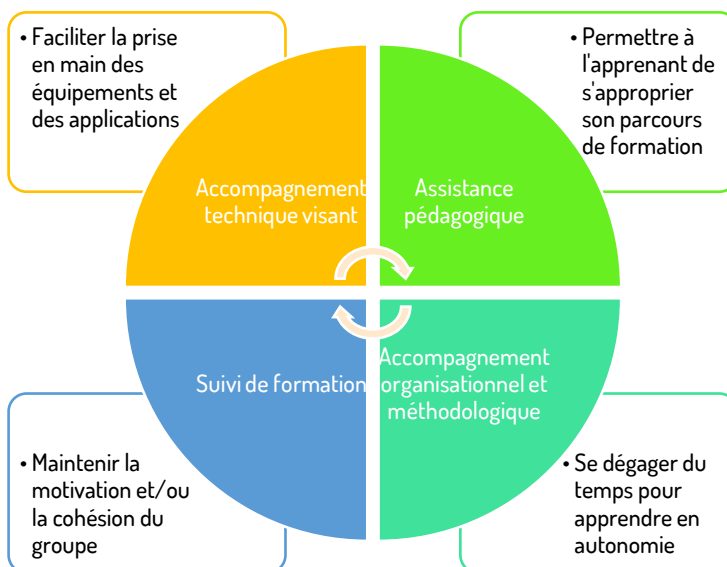 • Faciliter la prise
en main des
équipements et
des applications
• Permettre à
l'apprenant de
s'approprier
son parcours
de formation
Accompagnement
technique visant
Assistance
pédagogique
Suivi de formation
Accompagnement
organisationnel et
méthodologique
• Maintenir la
motivation et/ou
la cohésion du
groupe
• Se dégager du
temps pour
apprendre en
autonomie